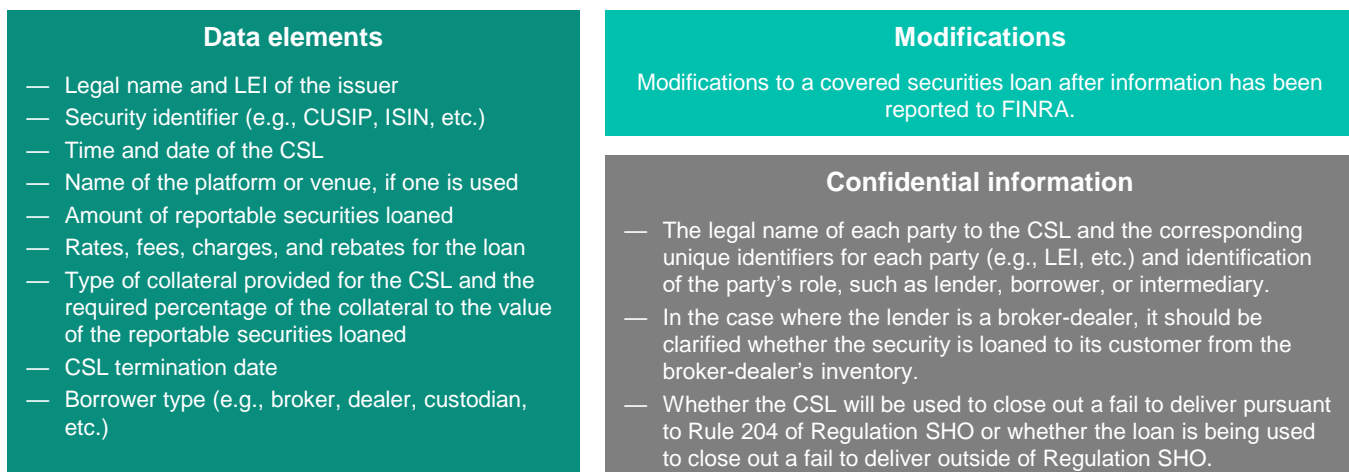 Data elements
— Legal name and LEI of the issuer
— Security identifier (e.g., CUSIP, ISIN, etc.)
— Time and date of the CSL
— Name of the platform or venue, if one is used
— Amount of reportable securities loaned
— Rates, fees, charges, and rebates for the loan
— Type of collateral provided for the CSL and the
required percentage of the collateral to the value
of the reportable securities loaned
— CSL termination date
— Borrower type (e.g., broker, dealer, custodian,
etc.)
Modifications
Modifications to a covered securities loan after information has been
reported to FINRA.
Confidential information
— The legal name of each party to the CSL and the corresponding
unique identifiers for each party (e.g., LEI, etc.) and identification
of the party's role, such as lender, borrower, or intermediary.
— In the case where the lender is a broker-dealer, it should be
clarified whether the security is loaned to its customer from the
broker-dealer's inventory.
— Whether the CSL will be used to close out a fail to deliver pursuant
to Rule 204 of Regulation SHO or whether the loan is being used
to close out a fail to deliver outside of Regulation SHO.